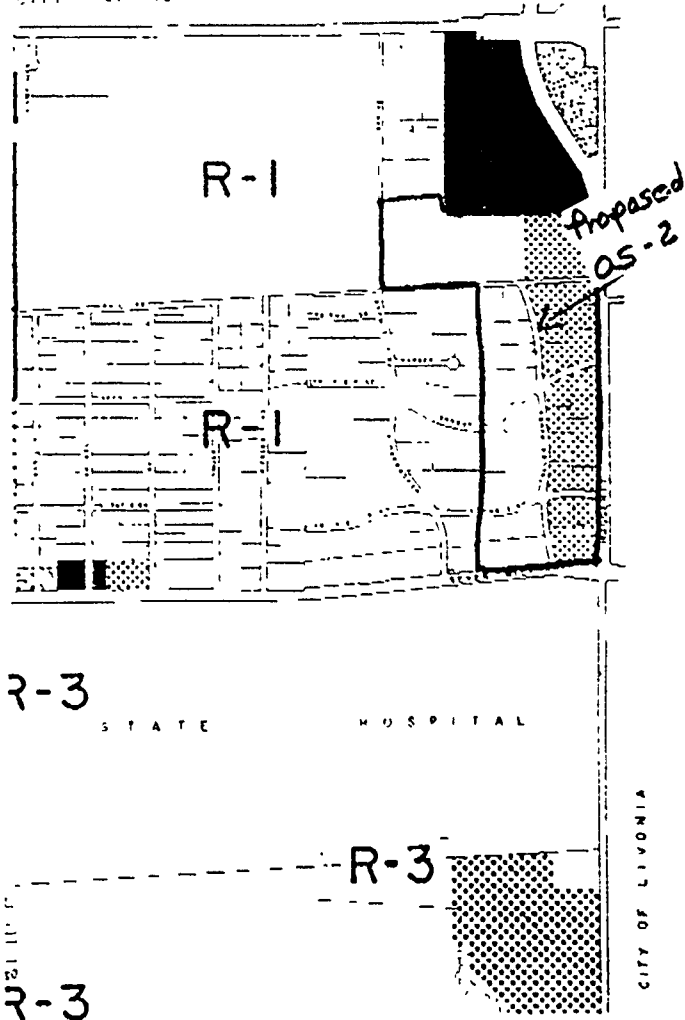 R-1
Proposed
OS-2
R-1
R-3
STATE HOSPITAL
R-3
CITY OF LIVONIA
R-3